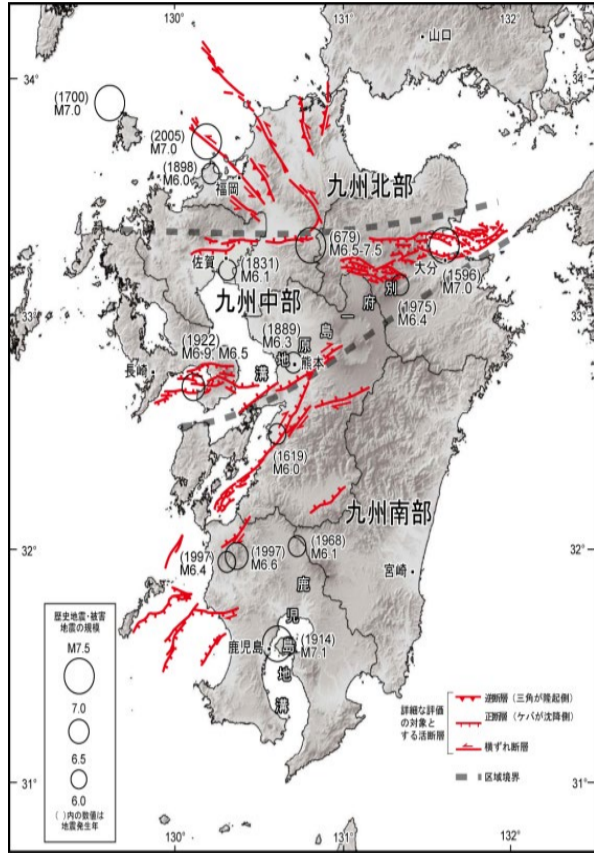 130° 131° 132°
山口
34° 34°
(1700)
M7.0
(2005)
M7.0
(1898)
M6.0
福岡
九州北部
(679)
M6.5-7.5
佐賀
(1831)
M6.1
大分
(1596)
M7.0
九州中部
別府|島原地溝
(1975)
M6.4
33° 33°
(1922)
M6.9, M6.5
(1889)
M6.3
長崎
熊本
(1619)
M6.0
九州南部
32° 32°
(1997)
M6.4
(1997)
M6.6
(1968)
M6.1
宮崎
鹿児島地溝
鹿児島
(1914)
M7.1
歴史地震・被害
地震の規模
M7.5
7.0
6.5
6.0
( )内の数値は
地震発生年
詳細な評価
の対象と
する活断層
逆断層(三角が隆起側)
正断層(ケバが沈降側)
横ずれ断層
区域境界
31° 31°
130° 131° 132°